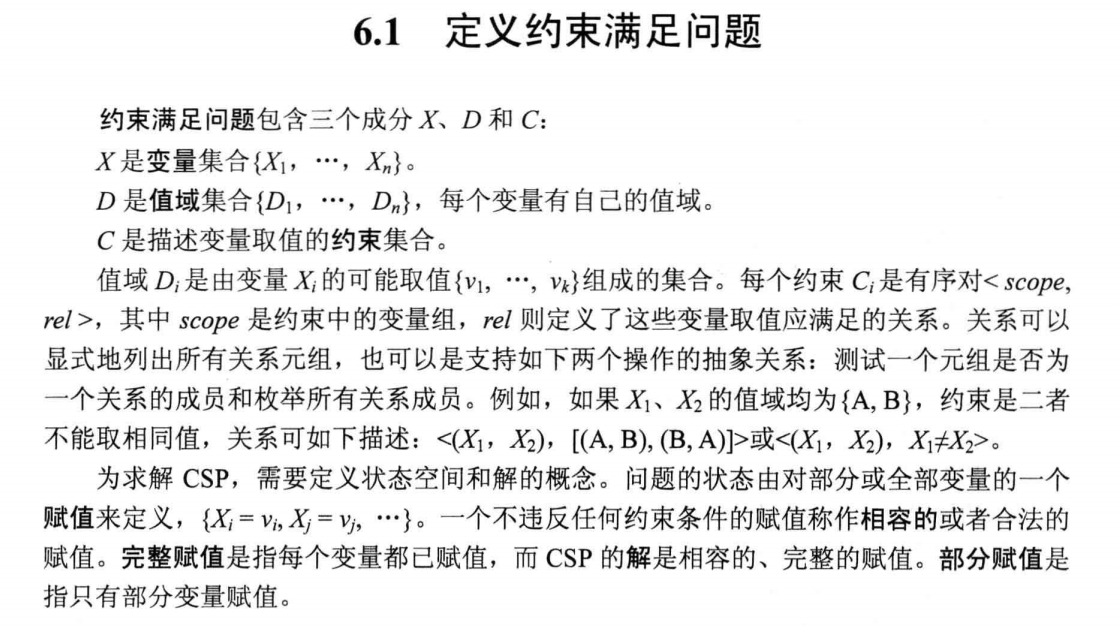 6.1 定义约束满足问题
约束满足问题包含三个成分 X、D 和 C：
X 是变量集合{X₁，…，Xₙ}。
D 是值域集合{D₁，…，Dₙ}，每个变量有自己的值域。
C 是描述变量取值的约束集合。
值域 Dᵢ是由变量 Xᵢ的可能取值{v₁，…，vₖ}组成的集合。每个约束 Cᵢ是有序对< scope,
rel >，其中 scope 是约束中的变量组，rel 则定义了这些变量取值应满足的关系。关系可以
显式地列出所有关系元组，也可以是支持如下两个操作的抽象关系：测试一个元组是否为
一个关系的成员和枚举所有关系成员。例如，如果 X₁、X₂的值域均为{A, B}，约束是二者
不能取相同值，关系可如下描述：<(X₁，X₂)，[(A, B), (B, A)]>或<(X₁，X₂)，X₁≠X₂>。
为求解 CSP，需要定义状态空间和解的概念。问题的状态由对部分或全部变量的一个
赋值来定义，{Xᵢ = vᵢ, Xⱼ = vⱼ，…}。一个不违反任何约束条件的赋值称作相容的或者合法的
赋值。完整赋值是指每个变量都已赋值，而 CSP 的解是相容的、完整的赋值。部分赋值是
指只有部分变量赋值。